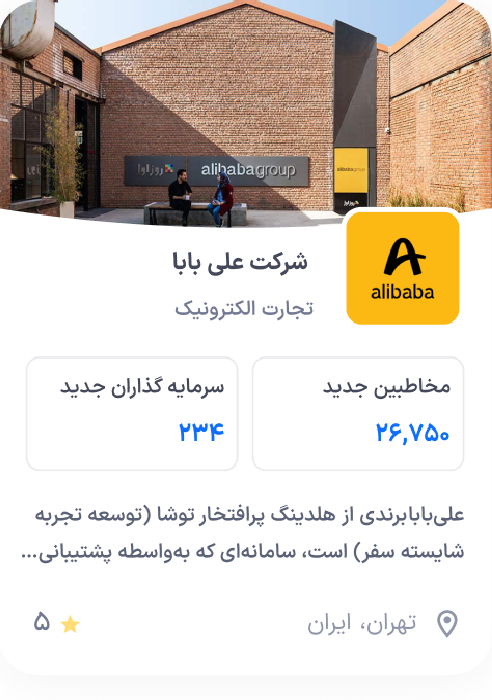 alibabagroup
alibabagroup
alibaba
شرکت علی بابا
تجارت الکترونیک
مخاطبین جدید
۲۶,۷۵۰
سرمایه گذاران جدید
۲۳۴
علی‌بابابرندی از هلدینگ پرافتخار توشا (توسعه تجربه
شایسته سفر) است، سامانه‌ای که به‌واسطه پشتیبانی...
تهران، ایران
۵